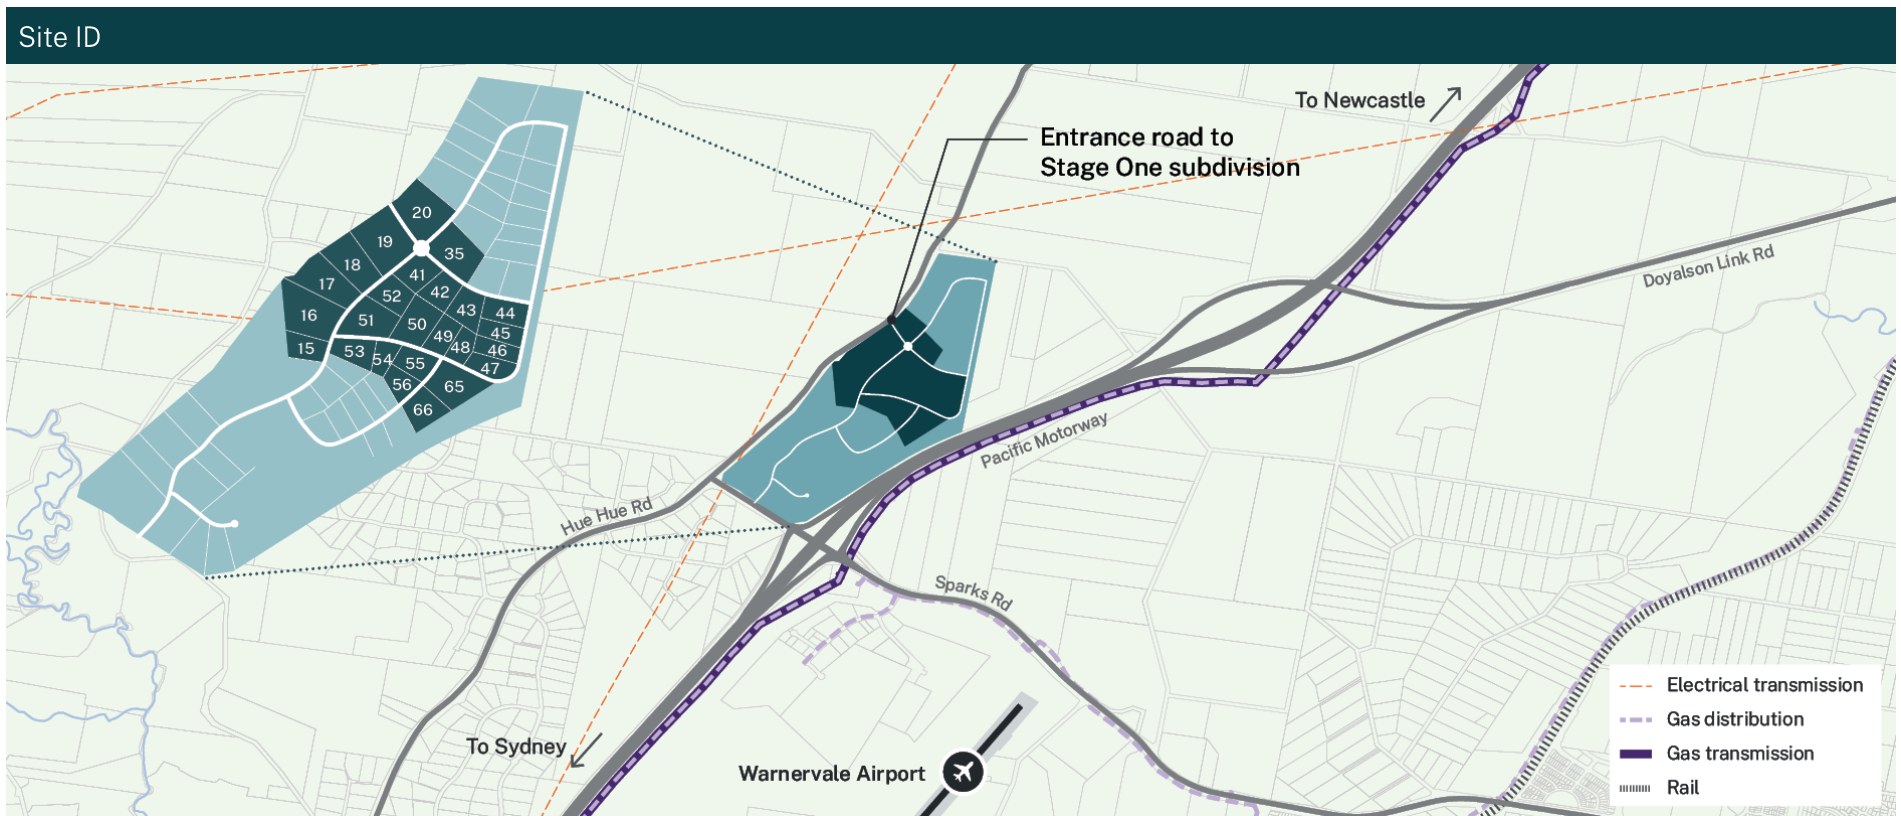 Site ID
To Newcastle
Entrance road to
Stage One subdivision
20
19
35
18
41
17
52
42
43
44
16
51
50
49
45
15
53
54
55
48
46
47
56
65
66
Doyalson Link Rd
Pacific Motorway
Hue Hue Rd
Sparks Rd
To Sydney
Warnervale Airport
Electrical transmission
Gas distribution
Gas transmission
Rail